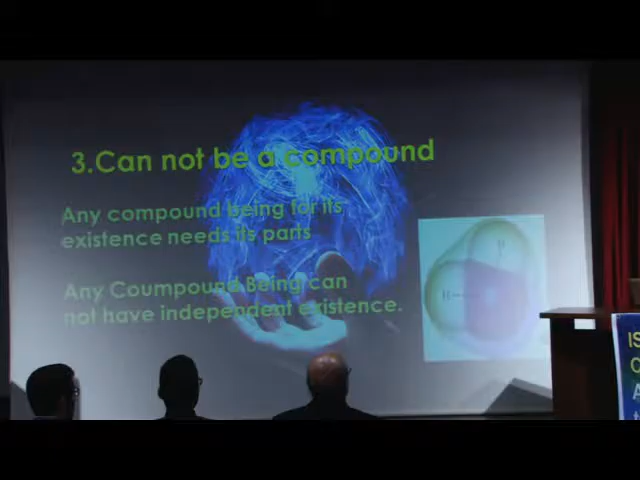 3.Can not be a compound
Any compound being for its
existence needs its parts
Any Coumpound Being can
not have independent existence.
H
H
IS